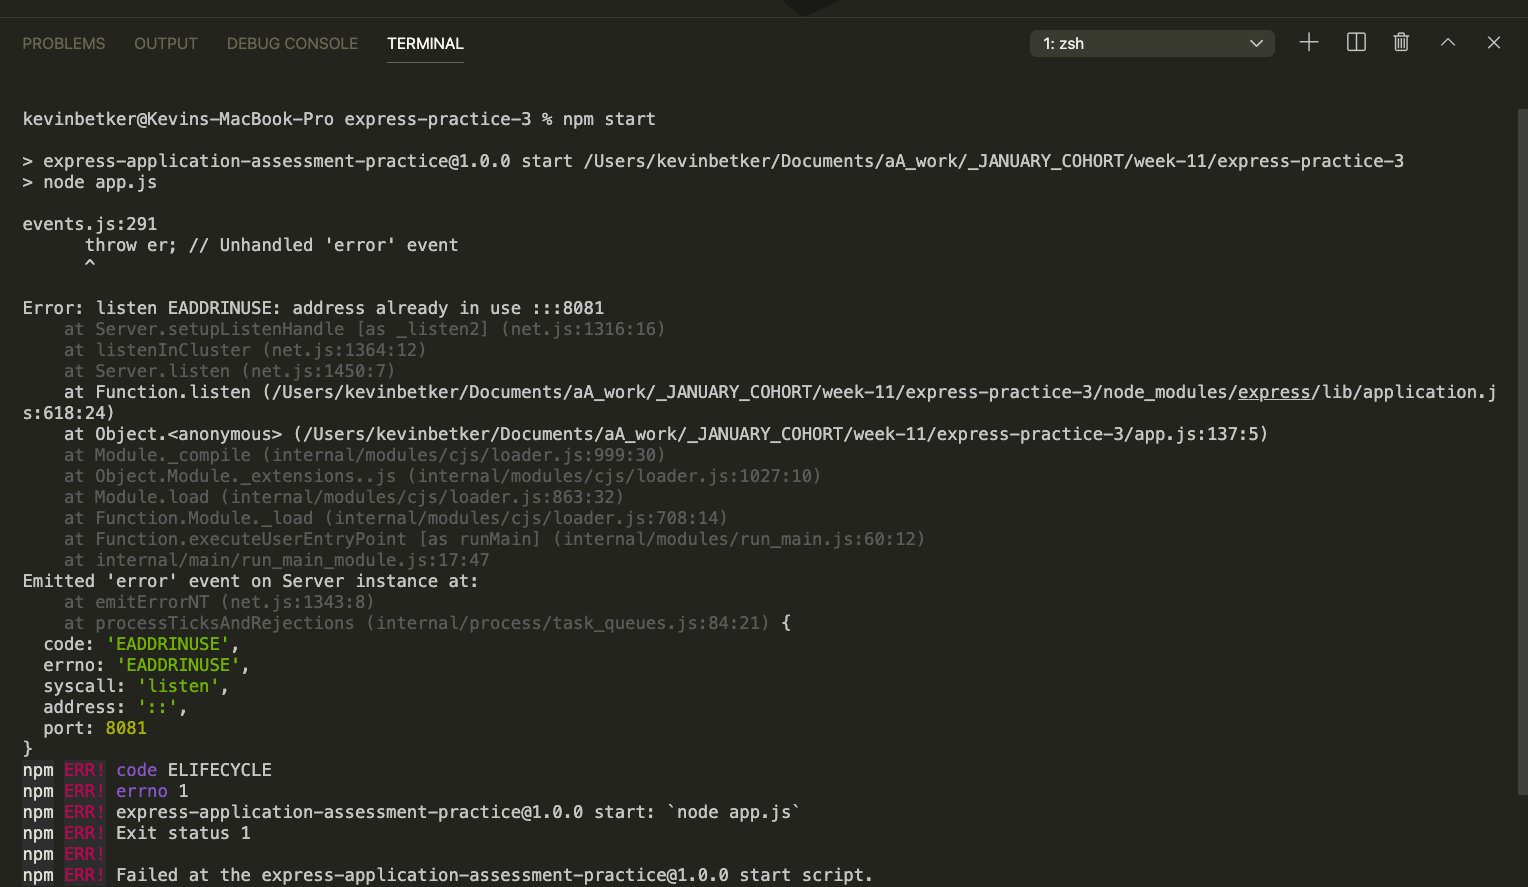 PROBLEMS OUTPUT DEBUG CONSOLE TERMINAL 1: zsh
kevinbetker@Kevins-MacBook-Pro express-practice-3 % npm start
> express-application-assessment-practice@1.0.0 start /Users/kevinbetker/Documents/aA_work/_JANUARY_COHORT/week-11/express-practice-3
> node app.js
events.js:291
throw er; // Unhandled 'error' event
^
Error: listen EADDRINUSE: address already in use :::8081
at Server.setupListenHandle [as _listen2] (net.js:1316:16)
at listenInCluster (net.js:1364:12)
at Server.listen (net.js:1450:7)
at Function.listen (/Users/kevinbetker/Documents/aA_work/_JANUARY_COHORT/week-11/express-practice-3/node_modules/express/lib/application.j
s:618:24)
at Object.<anonymous> (/Users/kevinbetker/Documents/aA_work/_JANUARY_COHORT/week-11/express-practice-3/app.js:137:5)
at Module._compile (internal/modules/cjs/loader.js:999:30)
at Object.Module._extensions..js (internal/modules/cjs/loader.js:1027:10)
at Module.load (internal/modules/cjs/loader.js:863:32)
at Function.Module._load (internal/modules/cjs/loader.js:708:14)
at Function.executeUserEntryPoint [as runMain] (internal/modules/run_main.js:60:12)
at internal/main/run_main_module.js:17:47
Emitted 'error' event on Server instance at:
at emitErrorNT (net.js:1343:8)
at processTicksAndRejections (internal/process/task_queues.js:84:21) {
code: 'EADDRINUSE',
errno: 'EADDRINUSE',
syscall: 'listen',
address: '::',
port: 8081
}
npm ERR! code ELIFECYCLE
npm ERR! errno 1
npm ERR! express-application-assessment-practice@1.0.0 start: `node app.js`
npm ERR! Exit status 1
npm ERR!
npm ERR! Failed at the express-application-assessment-practice@1.0.0 start script.